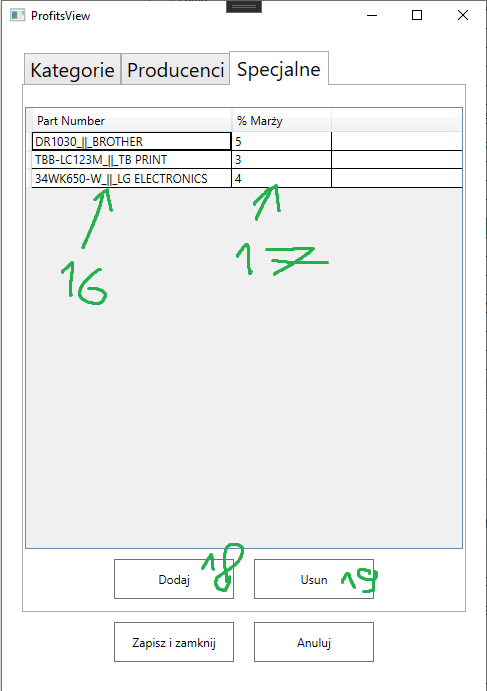 ProfitsView
Kategorie Producenci Specjalne
Part Number % Marży
DR1030_||_BROTHER 5
TBB-LC123M_||_TB PRINT 3
34WK650-W_||_LG ELECTRONICS 4
16 17
18 19
Dodaj Usun
Zapisz i zamknij Anuluj